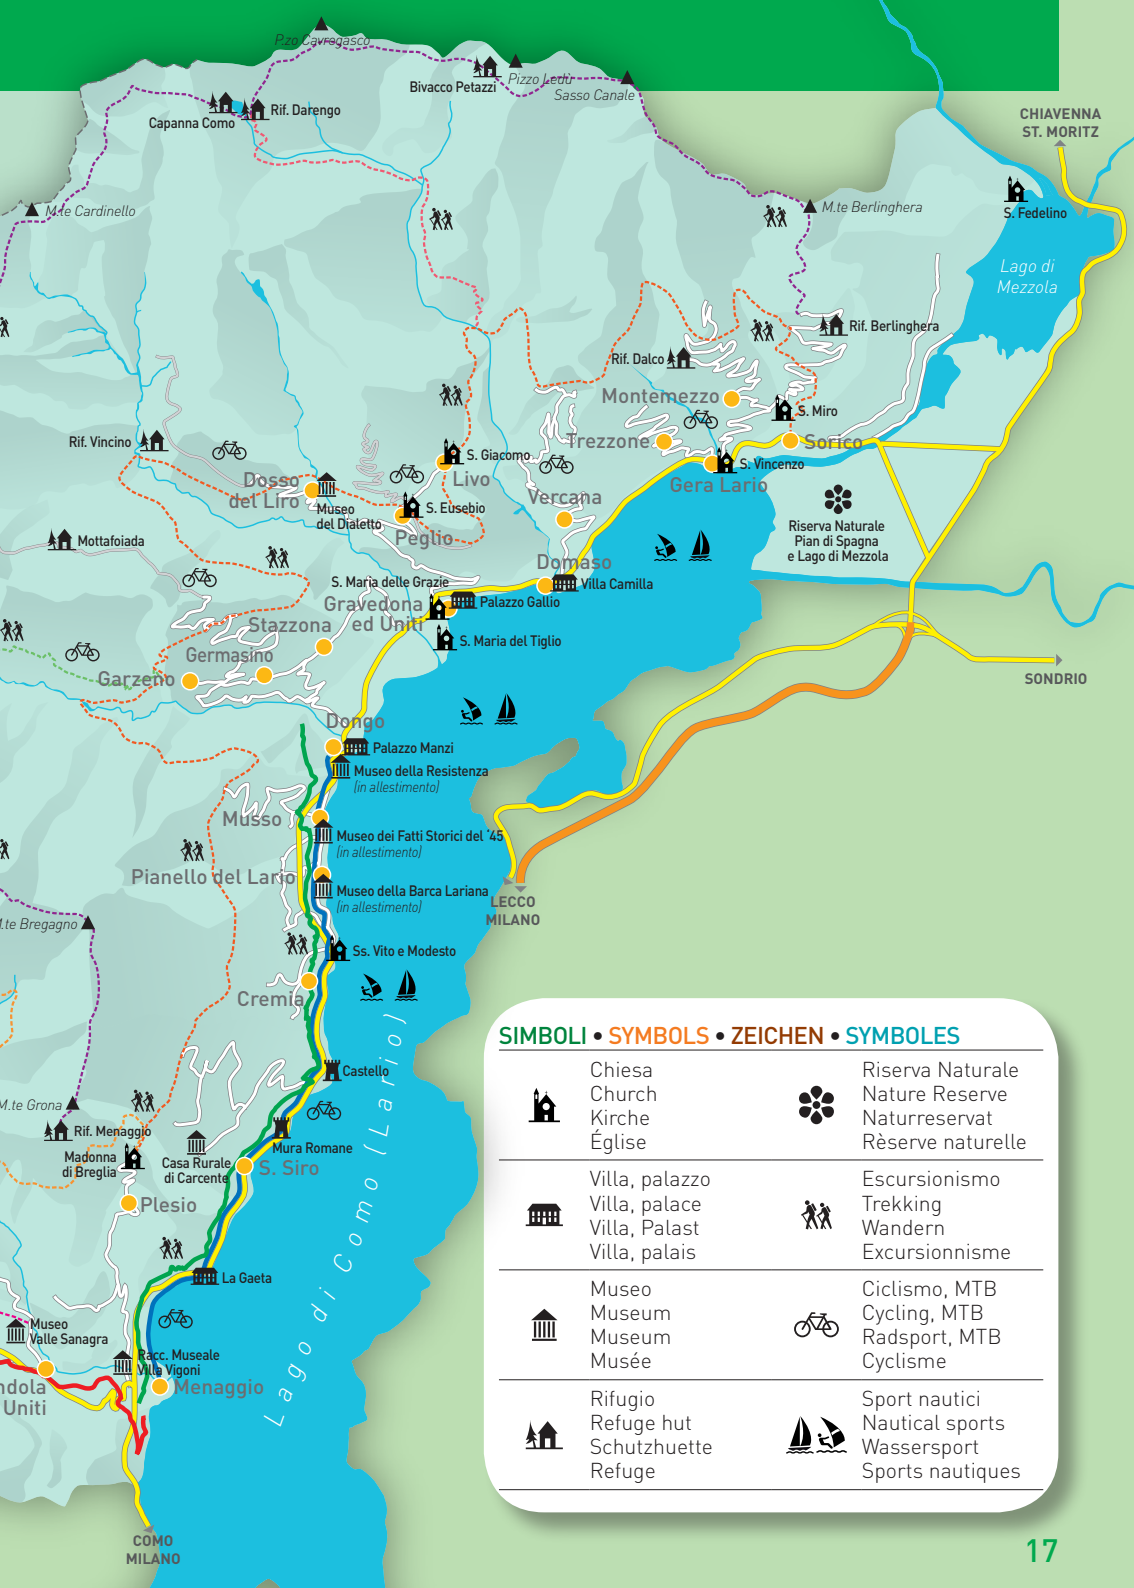 P.zo Cavregasco
Bivacco Petazzi
Pizzo Ledù
Sasso Canale
Capanna Como
Rif. Darengo
CHIAVENNA
ST. MORITZ
M.te Cardinello
M.te Berlinghera
S. Fedelino
Lago di
Mezzola
Rif. Berlinghera
Rif. Dalco
Montemezzo
S. Miro
Rif. Vincino
Trezzone
Sorico
S. Giacomo
S. Vincenzo
Dosso
del Liro
Livo
Gera Lario
Museo
del Dialetto
S. Eusebio
Vercana
Peglio
Riserva Naturale
Pian di Spagna
e Lago di Mezzola
Mottafoiada
Domaso
S. Maria delle Grazie
Villa Camilla
Gravedona
ed Uniti
Palazzo Gallio
Stazzona
S. Maria del Tiglio
Germasino
Garzeno
SONDRIO
Dongo
Palazzo Manzi
Museo della Resistenza
(in allestimento)
Musso
Museo dei Fatti Storici del '45
(in allestimento)
Pianello del Lario
Museo della Barca Lariana
(in allestimento)
LECCO
MILANO
M.te Bregagno
Ss. Vito e Modesto
Cremia
Castello
M.te Grona
Rif. Menaggio
Mura Romane
Madonna
di Breglia
Casa Rurale
di Carcente
S. Siro
Plesio
Lago di Como (Lario)
La Gaeta
Museo
Valle Sanagra
Racc. Museale
Villa Vigoni
Menaggio
ndola
Uniti
COMO
MILANO
SIMBOLI • SYMBOLS • ZEICHEN • SYMBOLES
Chiesa
Church
Kirche
Église
Riserva Naturale
Nature Reserve
Naturreservat
Rèserve naturelle
Villa, palazzo
Villa, palace
Villa, Palast
Villa, palais
Escursionismo
Trekking
Wandern
Excursionnisme
Museo
Museum
Museum
Musée
Ciclismo, MTB
Cycling, MTB
Radsport, MTB
Cyclisme
Rifugio
Refuge hut
Schutzhuette
Refuge
Sport nautici
Nautical sports
Wassersport
Sports nautiques
17